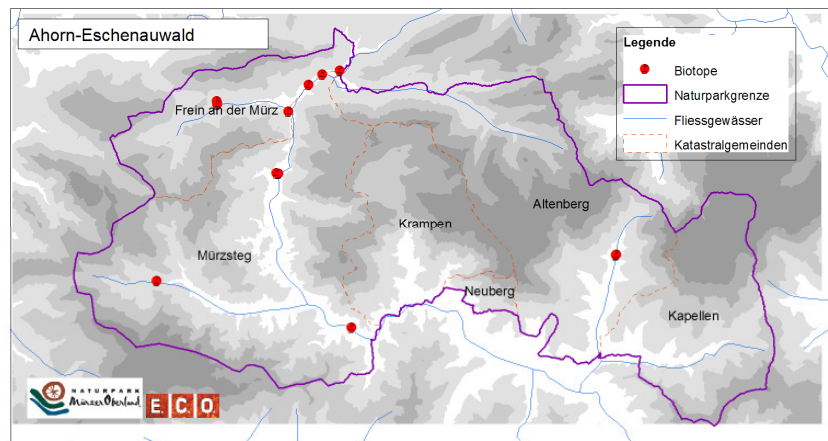 Ahorn-Eschenauwald
Legende
Biotope
Naturparkgrenze
Fliessgewässer
Katastralgemeinden
Frein an der Mürz
Altenberg
Krampen
Mürzsteg
Neuberg
Kapellen
NATURPARK
Mürzer Oberland
E.C.O.